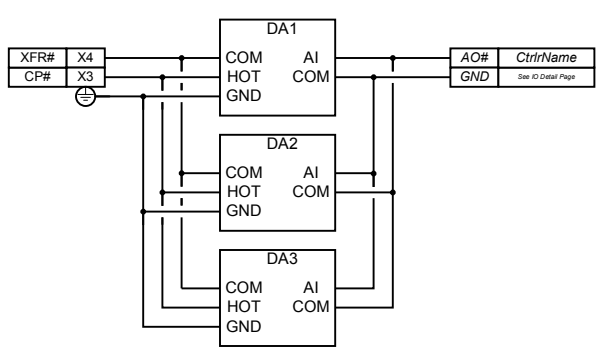 DA1
XFR# X4 COM AI AO# CtrlrName
CP# X3 HOT COM GND See IO Detail Page
GND
DA2
COM AI
HOT COM
GND
DA3
COM AI
HOT COM
GND